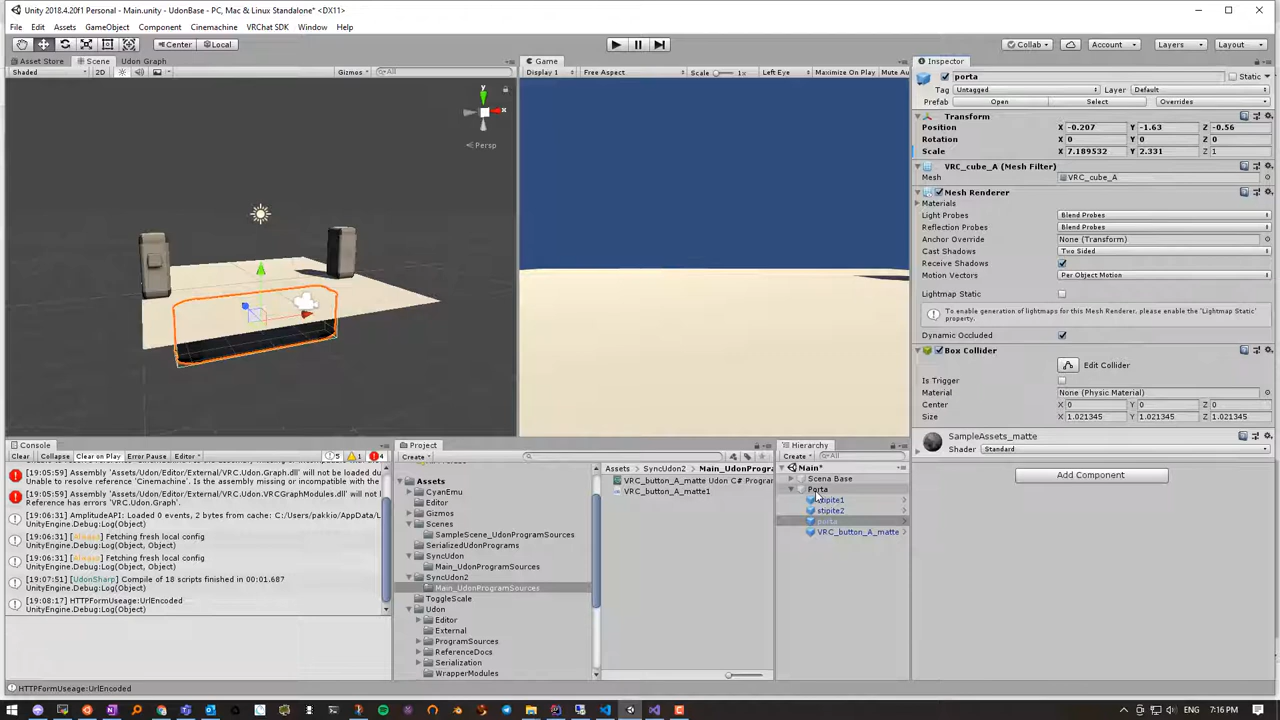 Unity 2018.4.20f1 Personal - Main.unity - UdonBase - PC, Mac & Linux Standalone* <DX11>
File Edit Assets GameObject Component Cinemachine VRChat SDK Window Help
Center Local Collab Account Layers Layout
Asset Store Scene Udon Graph Game Inspector
Shaded 2D Gizmos All Display 1 Free Aspect Scale 1x Left Eye Maximize On Play Mute Au
porta Static
Tag Untagged Layer Default
Prefab Open Select Overrides
Transform
Position X -0.207 Y -1.63 Z -0.56
Rotation X 0 Y 0 Z 0
Scale X 7.189532 Y 2.331 Z 1
y
x
Persp
VRC_cube_A (Mesh Filter)
Mesh VRC_cube_A
Mesh Renderer
Materials
Light Probes Blend Probes
Reflection Probes Blend Probes
Anchor Override None (Transform)
Cast Shadows Two Sided
Receive Shadows
Motion Vectors Per Object Motion
Lightmap Static
To enable generation of lightmaps for this Mesh Renderer, please enable the 'Lightmap Static'
property.
Dynamic Occluded
Box Collider
Edit Collider
Is Trigger
Material None (Physic Material)
Center X 0 Y 0 Z 0
Size X 1.021345 Y 1.021345 Z 1.021345
SampleAssets_matte
Shader Standard
Add Component
Console
Clear Collapse Clear on Play Error Pause Editor 5 1 4
[19:05:59] Assembly 'Assets/Udon/Editor/External/VRC.Udon.Graph.dll' will not be loaded du
Unable to resolve reference 'Cinemachine'. Is the assembly missing or incompatible with the
[19:05:59] Assembly 'Assets/Udon/Editor/External/VRC.Udon.VRCGraphModules.dll' will not
Reference has errors 'VRC.Udon.Graph'.
[19:06:31] AmplitudeAPI: Loaded 0 events, 2 bytes from cache: C:/Users/pakkio/AppData/L
UnityEngine.Debug:Log(Object)
[19:06:31] [Always] Fetching fresh local config
UnityEngine.Debug:Log(Object, Object)
[19:06:33] [Always] Fetching fresh local config
UnityEngine.Debug:Log(Object, Object)
[19:07:51] [UdonSharp] Compile of 18 scripts finished in 00:01.687
UnityEngine.Debug:Log(Object)
[19:08:17] HTTPFormUseage:UrlEncoded
UnityEngine.Debug:Log(Object)
HTTPFormUseage:UrlEncoded
Project
Create
Assets
CyanEmu
Editor
Gizmos
Scenes
SampleScene_UdonProgramSources
SerializedUdonPrograms
SyncUdon
Main_UdonProgramSources
SyncUdon2
Main_UdonProgramSources
ToggleScale
Udon
Editor
External
ProgramSources
ReferenceDocs
Serialization
WrapperModules
Assets SyncUdon2 Main_UdonProgra
VRC_button_A_matte Udon C# Program
VRC_button_A_matte1
Hierarchy
Create All
Main*
Scena Base
Porta
stipite1
stipite2
porta
VRC_button_A_matte
ENG 7:16 PM